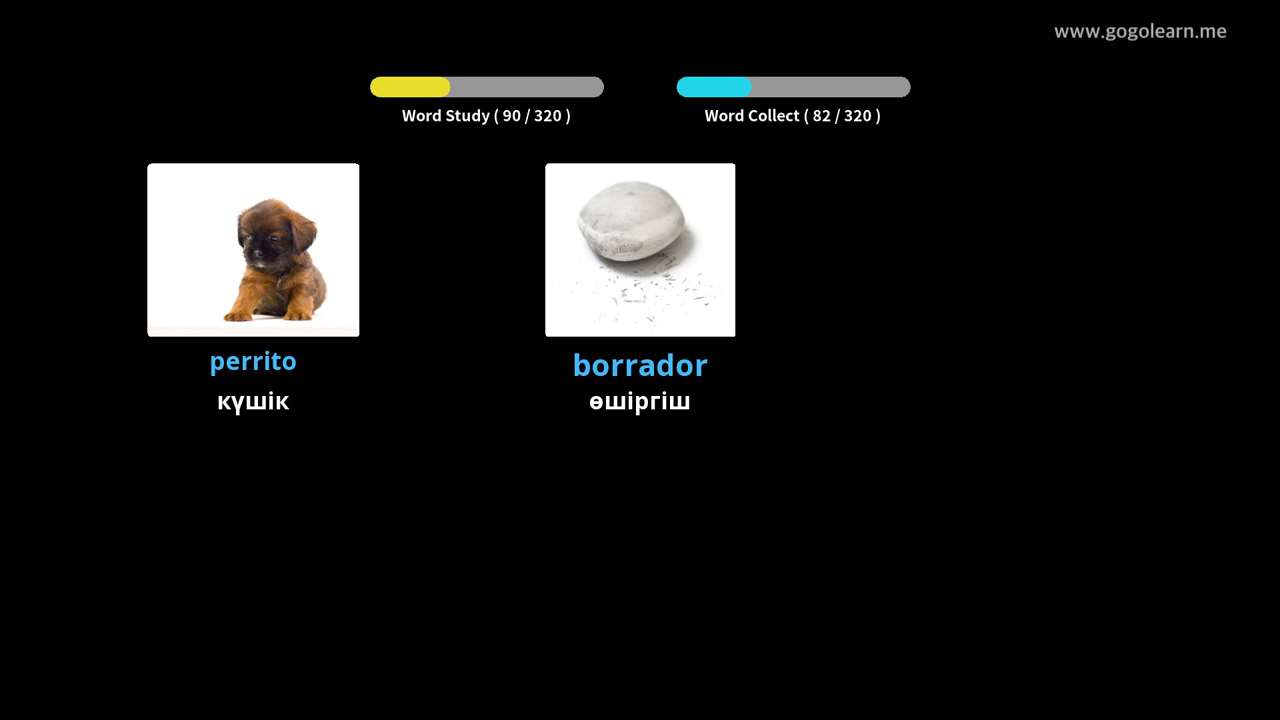 www.gogolearn.me
Word Study ( 90 / 320 )
Word Collect ( 82 / 320 )
perrito
күшік
borrador
өшіргіш